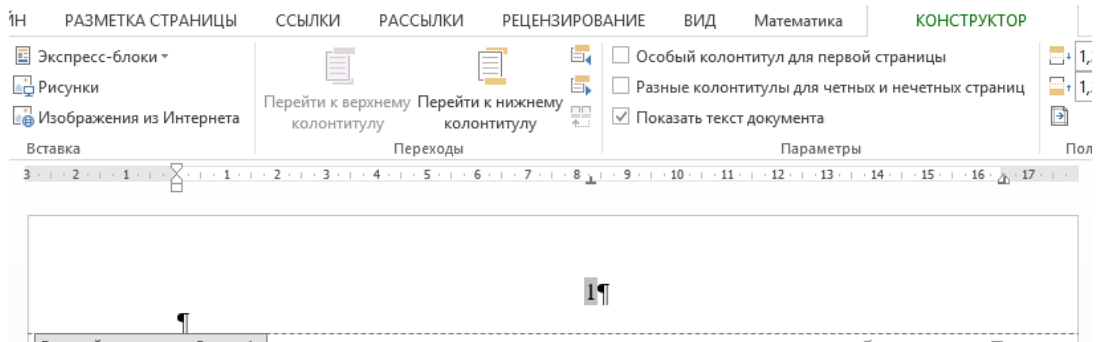 ЙН РАЗМЕТКА СТРАНИЦЫ ССЫЛКИ РАССЫЛКИ РЕЦЕНЗИРОВАНИЕ ВИД Математика КОНСТРУКТОР
Экспресс-блоки
Рисунки
Изображения из Интернета
Вставка
Перейти к верхнему колонтитулу
Перейти к нижнему колонтитулу
Переходы
Особый колонтитул для первой страницы
Разные колонтитулы для четных и нечетных страниц
Показать текст документа
Параметры
1,
1,
Пол
3 2 1 1 2 3 4 5 6 7 8 9 10 11 12 13 14 15 16 17
1¶
¶